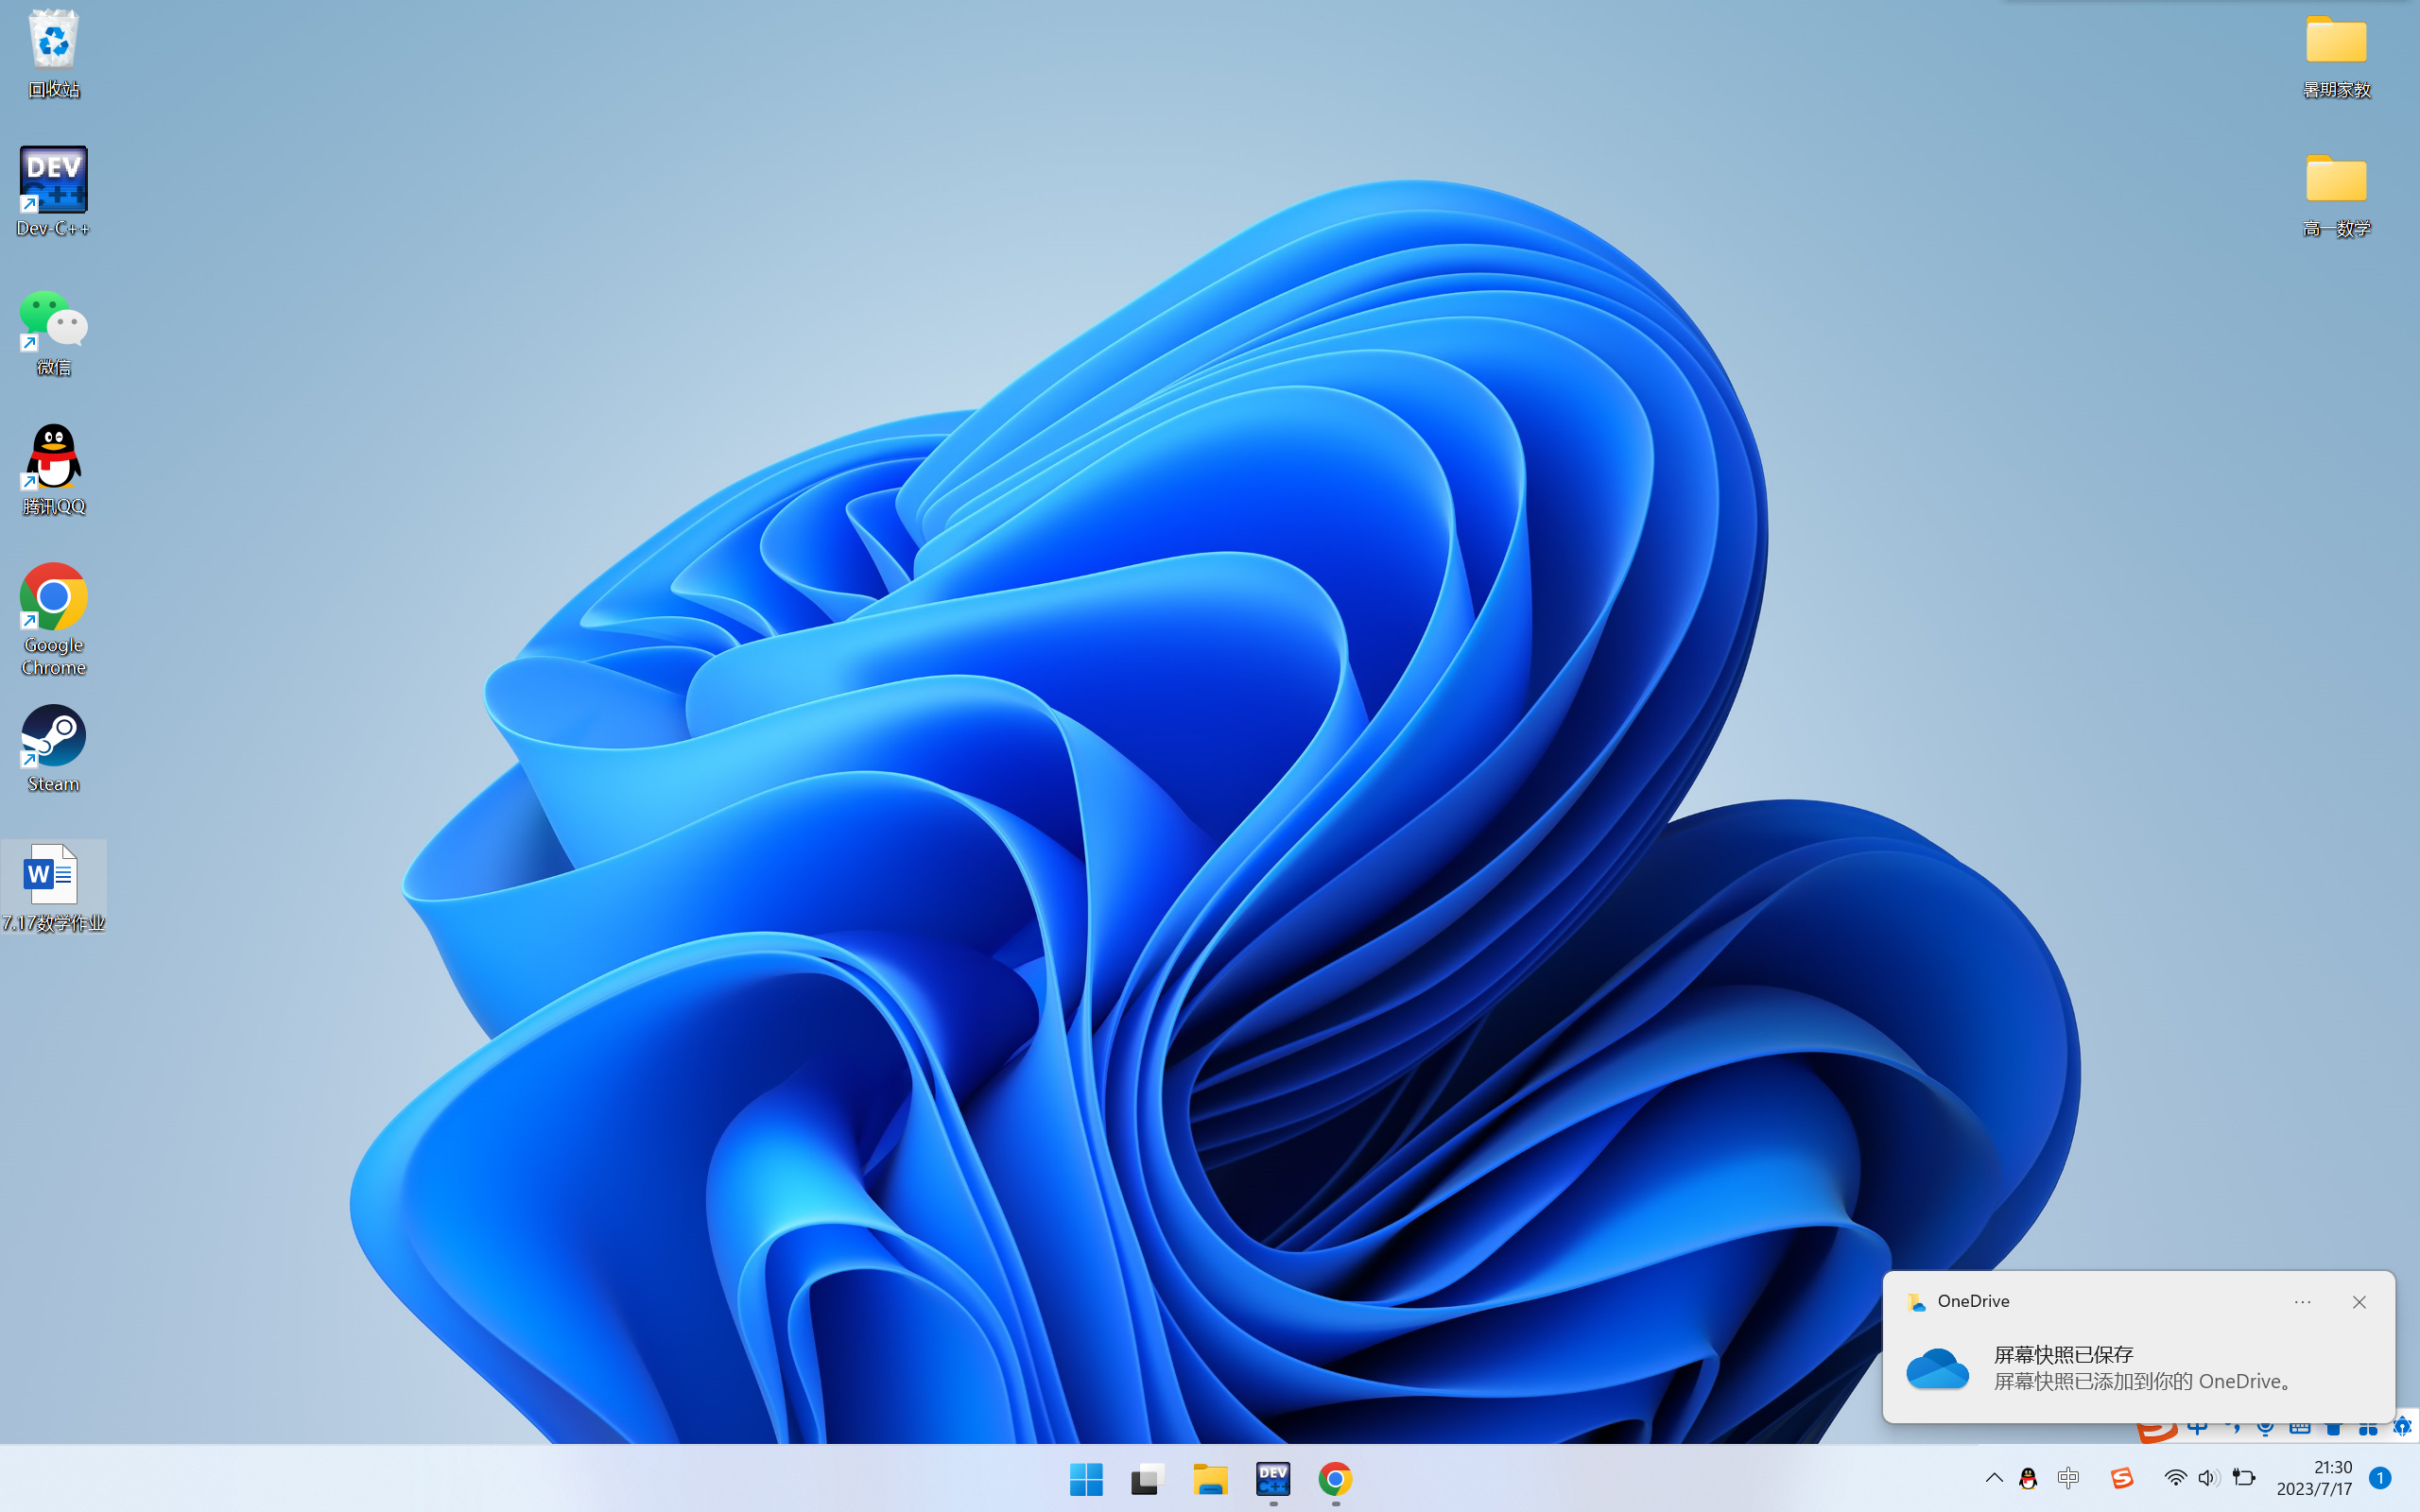 回收站
DEV
C++
Dev-C++
微信
腾讯QQ
Google
Chrome
Steam
W
7.17数学作业
暑期家教
高一数学
OneDrive
屏幕快照已保存
屏幕快照已添加到你的 OneDrive。
中
DEV
C++
中
S
21:30
2023/7/17
1